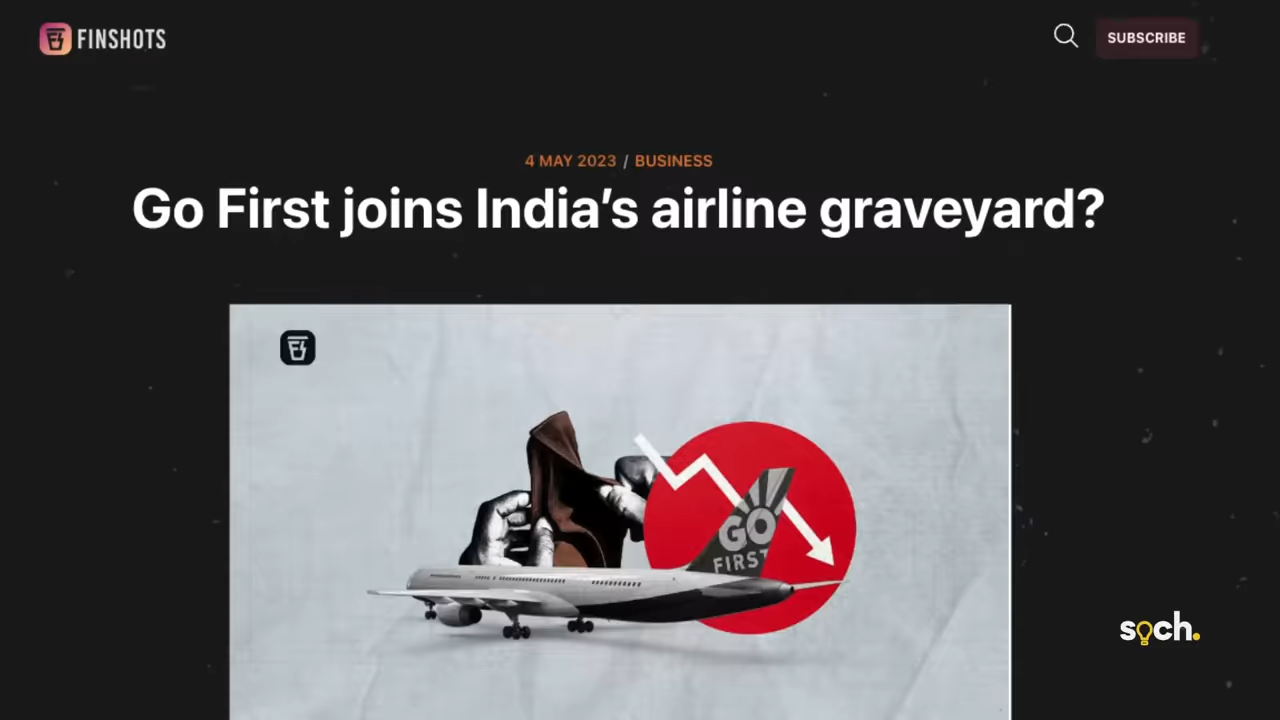 FINSHOTS
SUBSCRIBE
4 MAY 2023 / BUSINESS
Go First joins India’s airline graveyard?
GO
FIRST
soch.